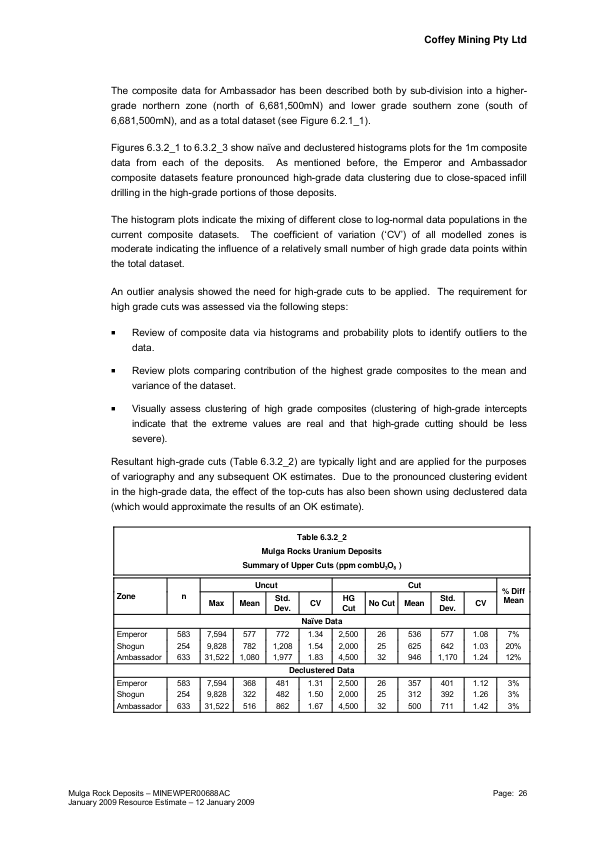 Coffey Mining Pty Ltd
The composite data for Ambassador has been described both by sub-division into a higher-
grade northern zone (north of 6,681,500mN) and lower grade southern zone (south of
6,681,500mN), and as a total dataset (see Figure 6.2.1_1).
Figures 6.3.2_1 to 6.3.2_3 show naïve and declustered histograms plots for the 1m composite
data from each of the deposits. As mentioned before, the Emperor and Ambassador
composite datasets feature pronounced high-grade data clustering due to close-spaced infill
drilling in the high-grade portions of those deposits.
The histogram plots indicate the mixing of different close to log-normal data populations in the
current composite datasets. The coefficient of variation (‘CV’) of all modelled zones is
moderate indicating the influence of a relatively small number of high grade data points within
the total dataset.
An outlier analysis showed the need for high-grade cuts to be applied. The requirement for
high grade cuts was assessed via the following steps:
▪ Review of composite data via histograms and probability plots to identify outliers to the
data.
▪ Review plots comparing contribution of the highest grade composites to the mean and
variance of the dataset.
▪ Visually assess clustering of high grade composites (clustering of high-grade intercepts
indicate that the extreme values are real and that high-grade cutting should be less
severe).
Resultant high-grade cuts (Table 6.3.2_2) are typically light and are applied for the purposes
of variography and any subsequent OK estimates. Due to the pronounced clustering evident
in the high-grade data, the effect of the top-cuts has also been shown using declustered data
(which would approximate the results of an OK estimate).
Table 6.3.2_2
Mulga Rocks Uranium Deposits
Summary of Upper Cuts (ppm combU₃O₈ )
Zone n Uncut Cut % Diff Mean
Max Mean Std. Dev. CV HG Cut No Cut Mean Std. Dev. CV
Naïve Data
Emperor 583 7,594 577 772 1.34 2,500 26 536 577 1.08 7%
Shogun 254 9,828 782 1,208 1.54 2,000 25 625 642 1.03 20%
Ambassador 633 31,522 1,080 1,977 1.83 4,500 32 946 1,170 1.24 12%
Declustered Data
Emperor 583 7,594 368 481 1.31 2,500 26 357 401 1.12 3%
Shogun 254 9,828 322 482 1.50 2,000 25 312 392 1.26 3%
Ambassador 633 31,522 516 862 1.67 4,500 32 500 711 1.42 3%
Mulga Rock Deposits – MINEWPER00688AC Page: 26
January 2009 Resource Estimate – 12 January 2009